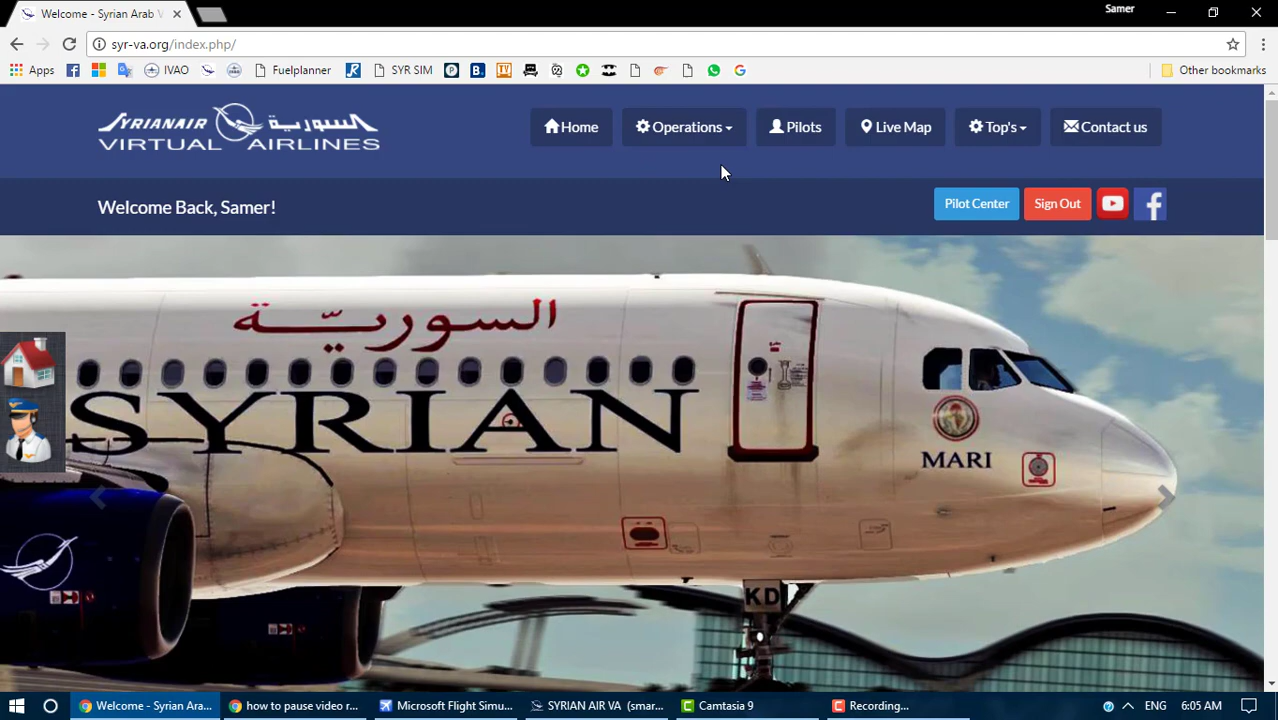 Welcome - Syrian Arab V
Samer
syr-va.org/index.php/
Apps
IVAO
Fuelplanner
SYR SIM
Other bookmarks
SYRIANAIR السورية
VIRTUAL AIRLINES
Home
Operations
Pilots
Live Map
Top's
Contact us
Welcome Back, Samer!
Pilot Center
Sign Out
السوريّة
SYRIAN
MARI
KD
Welcome - Syrian Ara...
how to pause video r...
Microsoft Flight Simu...
SYRIAN AIR VA (smar...
Camtasia 9
Recording...
ENG
6:05 AM